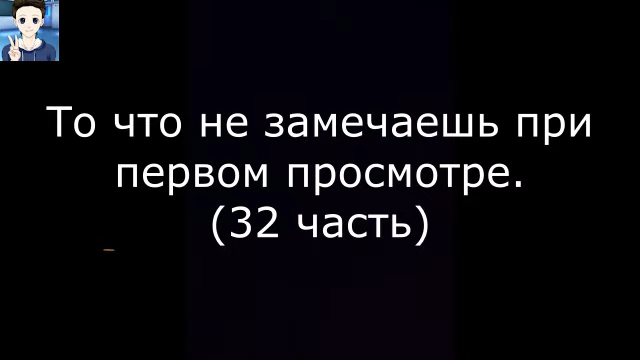 То что не замечаешь при
первом просмотре.
(32 часть)